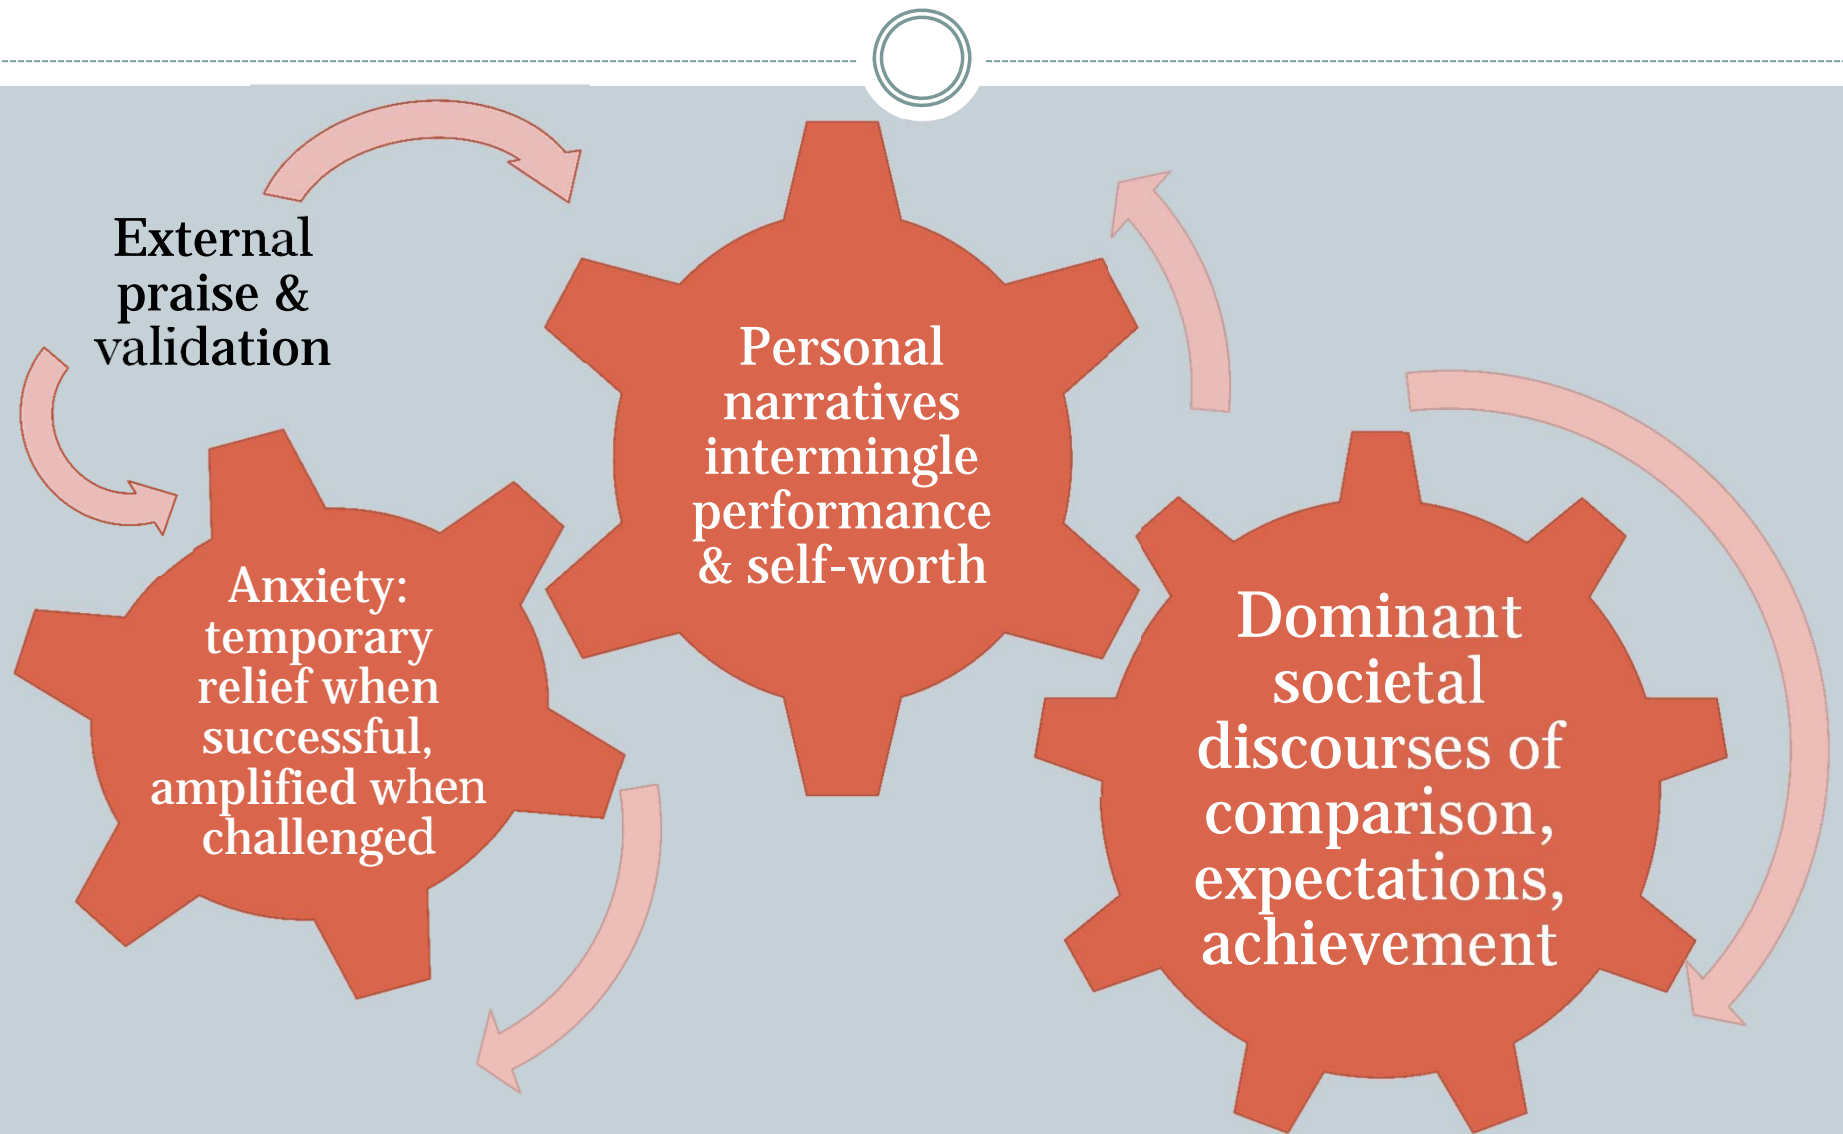 External
praise &
validation
Personal
narratives
intermingle
performance
& self-worth
Anxiety:
temporary
relief when
successful,
amplified when
challenged
Dominant
societal
discourses of
comparison,
expectations,
achievement